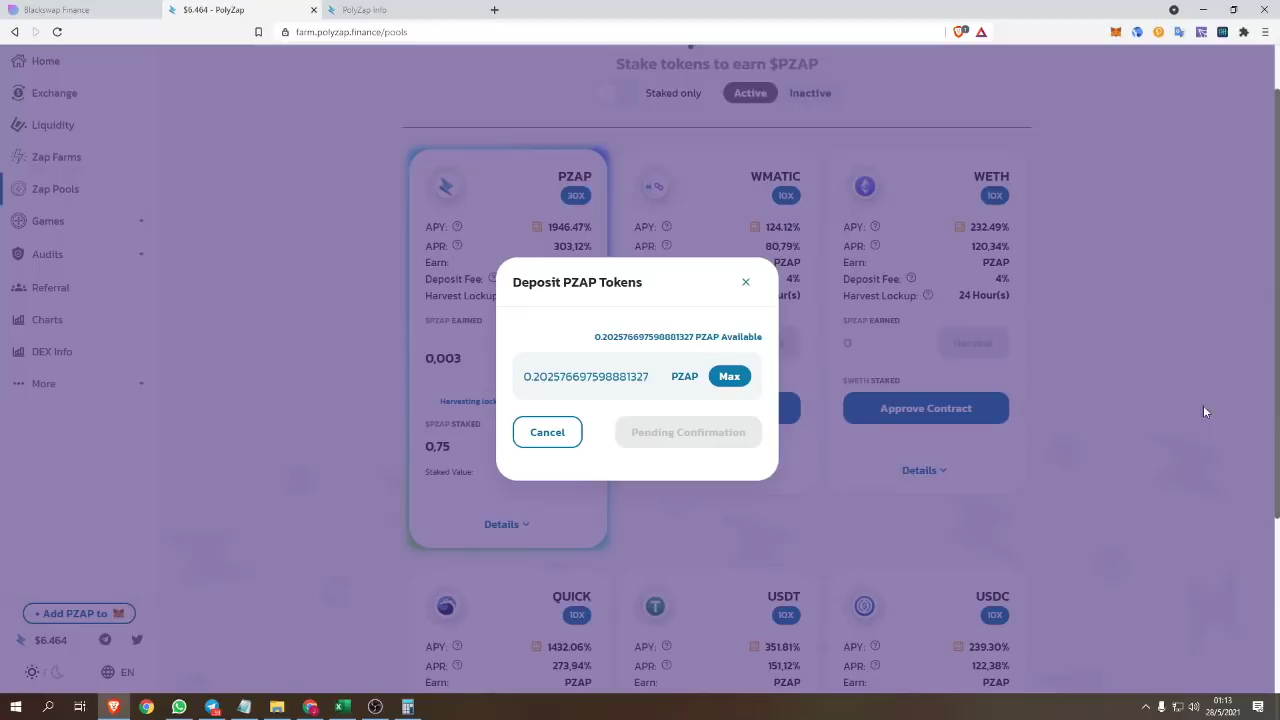 Blackswap Finance
$6.464 - PolyZap
PolyZap Info
farm.polyzap.finance/pools
Home
Exchange
Liquidity
Zap Farms
Zap Pools
Games
Audits
Referral
Charts
DEX Info
More
+ Add PZAP to
$6.464
EN
Stake tokens to earn $PZAP
Staked only
Active
Inactive
PZAP
30X
APY:
1946.47%
APR:
303,12%
Earn:
Deposit Fee:
Harvest Lockup:
$PZAP EARNED
0,003
Harvesting lock
$PZAP STAKED
0,75
Staked Value:
Details
WMATIC
10X
APY:
124.12%
APR:
80,79%
PZAP
4%
WETH
10X
APY:
232.49%
APR:
120,34%
Earn:
PZAP
Deposit Fee:
4%
Harvest Lockup:
24 Hour(s)
$PZAP EARNED
0
Harvest
$WETH STAKED
Approve Contract
Details
Deposit PZAP Tokens
0.202576697598881327 PZAP Available
0.202576697598881327
PZAP
Max
Cancel
Pending Confirmation
QUICK
10X
APY:
1432.06%
APR:
273,94%
Earn:
PZAP
USDT
10X
APY:
351.81%
APR:
151,12%
Earn:
PZAP
USDC
10X
APY:
239.30%
APR:
122,38%
Earn:
PZAP
01:13
28/5/2021